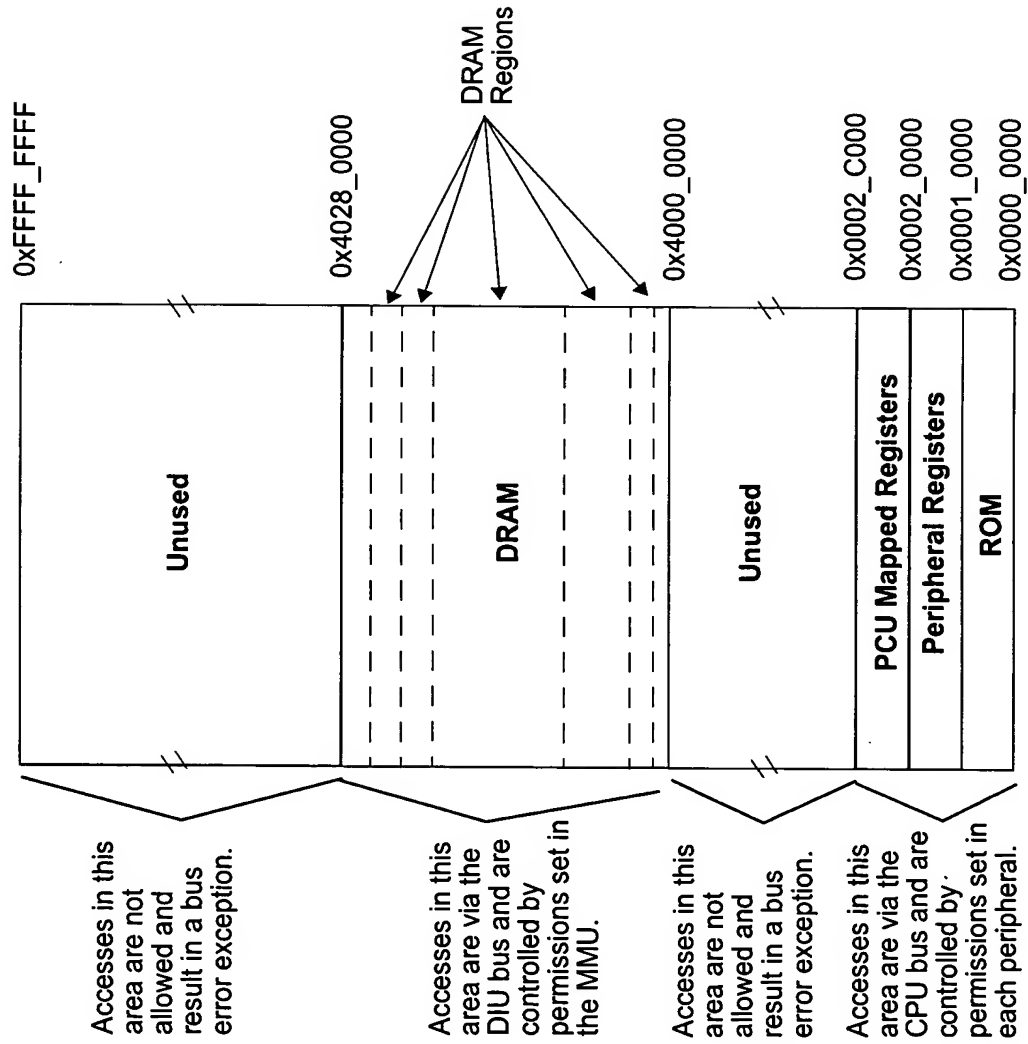 0xFFFF_FFFF
Accesses in this
area are not
allowed and
result in a bus
error exception.
Unused
0x4028_0000
Accesses in this
area are via the
DIU bus and are
controlled by
permissions set in
the MMU.
DRAM
DRAM
Regions
0x4000_0000
Accesses in this
area are not
allowed and
result in a bus
error exception.
Unused
0x0002_C000
Accesses in this
area are via the
CPU bus and are
controlled by
permissions set in
each peripheral.
PCU Mapped Registers
0x0002_0000
Peripheral Registers
0x0001_0000
ROM
0x0000_0000